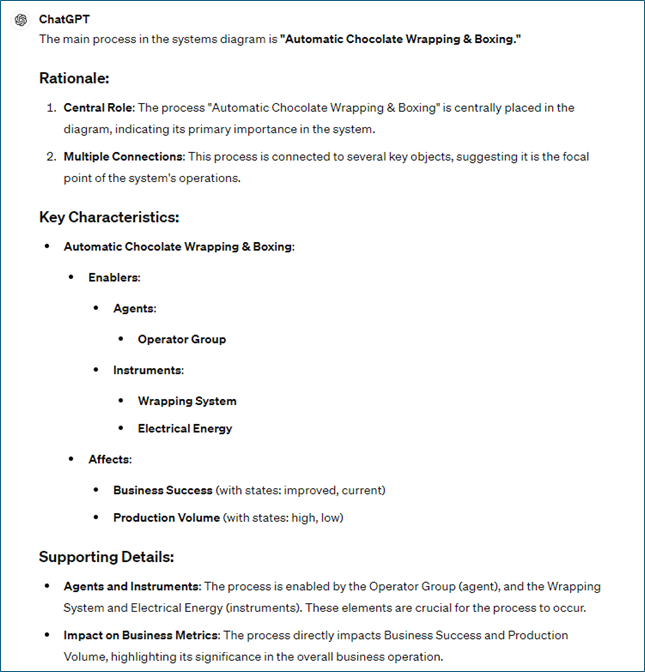 ChatGPT
The main process in the systems diagram is "Automatic Chocolate Wrapping & Boxing."
Rationale:
1. Central Role: The process "Automatic Chocolate Wrapping & Boxing" is centrally placed in the
diagram, indicating its primary importance in the system.
2. Multiple Connections: This process is connected to several key objects, suggesting it is the focal
point of the system's operations.
Key Characteristics:
• Automatic Chocolate Wrapping & Boxing:
• Enablers:
• Agents:
• Operator Group
• Instruments:
• Wrapping System
• Electrical Energy
• Affects:
• Business Success (with states: improved, current)
• Production Volume (with states: high, low)
Supporting Details:
• Agents and Instruments: The process is enabled by the Operator Group (agent), and the Wrapping
System and Electrical Energy (instruments). These elements are crucial for the process to occur.
• Impact on Business Metrics: The process directly impacts Business Success and Production
Volume, highlighting its significance in the overall business operation.